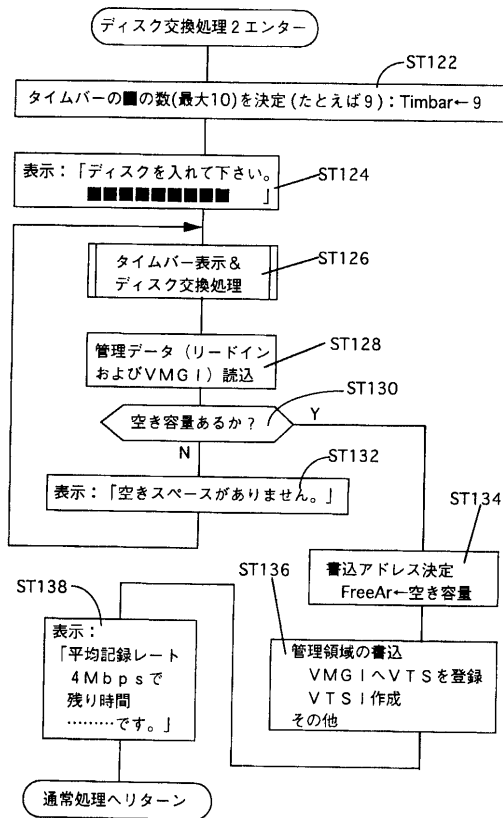 ディスク交換処理2エンター
ST122
タイムバーの■の数(最大10)を決定(たとえば9):Timbar←9
表示:「ディスクを入れて下さい。
■■■■■■■■■ 」
ST124
タイムバー表示&
ディスク交換処理
ST126
管理データ(リードイン
およびVMGI)読込
ST128
空き容量あるか?
ST130
Y
N
ST132
表示:「空きスペースがありません。」
ST134
書込アドレス決定
FreeAr←空き容量
ST136
管理領域の書込
VMGIへVTSを登録
VTSI作成
その他
ST138
表示:
「平均記録レート
4Mbpsで
残り時間
………です。」
通常処理へリターン